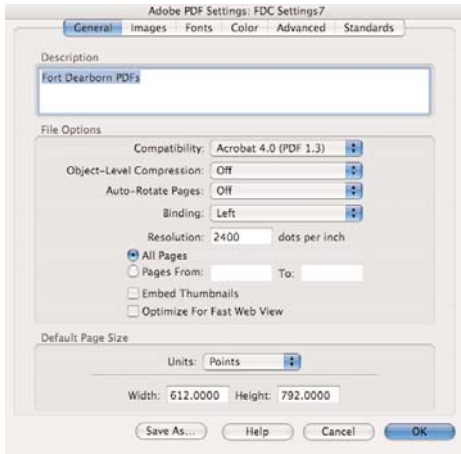 Adobe PDF Settings: FDC Settings7
General Images Fonts Color Advanced Standards
Description
Fort Dearborn PDFs
File Options
Compatibility: Acrobat 4.0 (PDF 1.3)
Object-Level Compression: Off
Auto-Rotate Pages: Off
Binding: Left
Resolution: 2400 dots per inch
All Pages
Pages From: To:
Embed Thumbnails
Optimize For Fast Web View
Default Page Size
Units: Points
Width: 612.0000 Height: 792.0000
Save As... Help Cancel OK